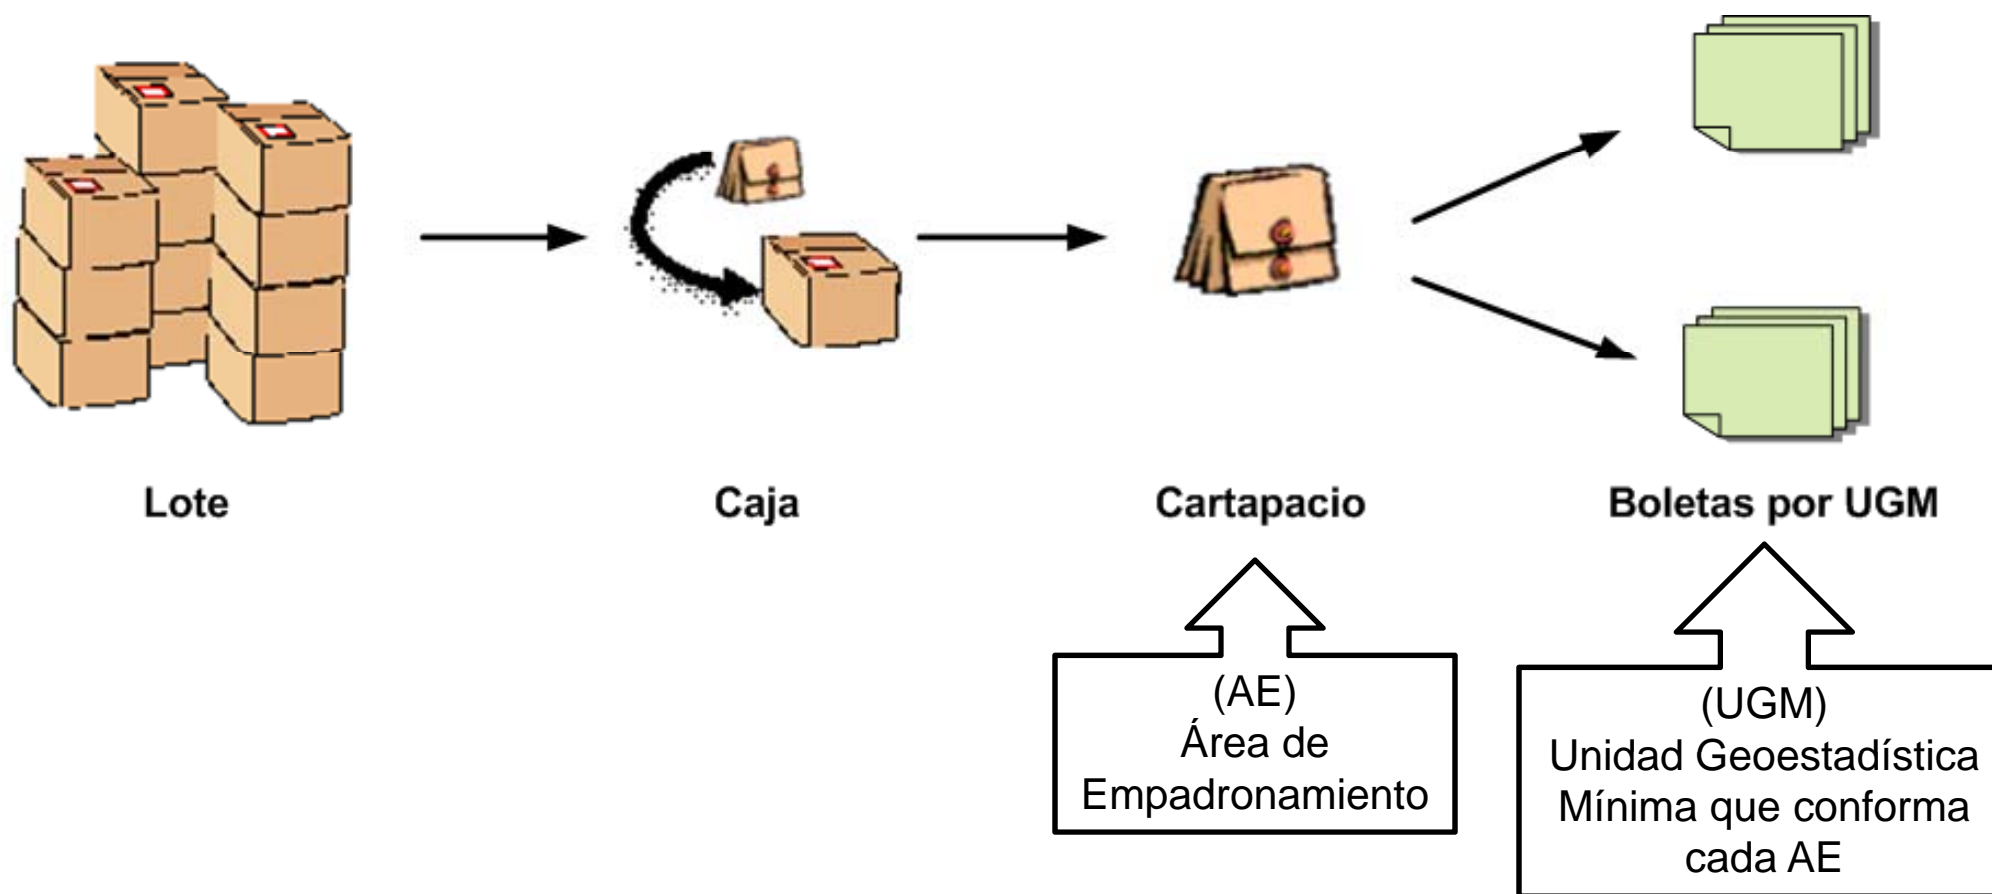 Lote
Caja
Cartapacio
Boletas por UGM
(AE)
Área de
Empadronamiento
(UGM)
Unidad Geoestadística
Mínima que conforma
cada AE